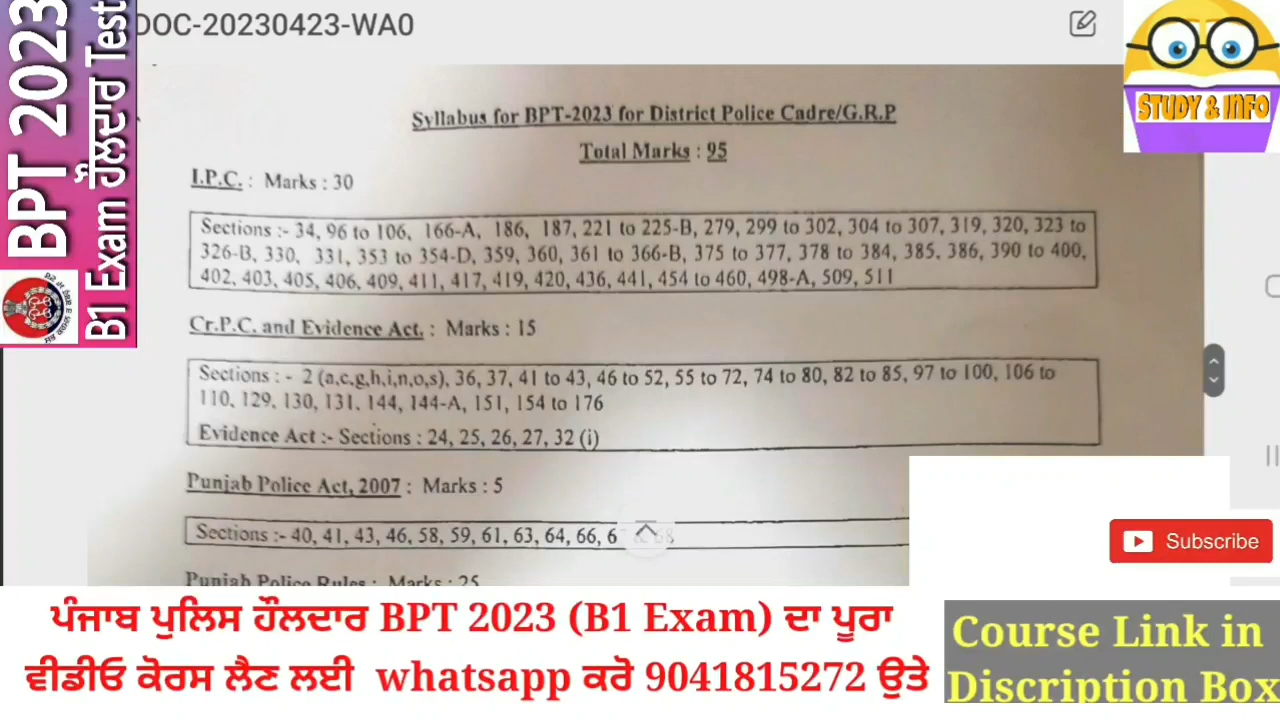 BPT 2023
B1 Exam ਹੌਲਦਾਰ Test
DOC-20230423-WA0
STUDY & INFO
Syllabus for BPT-2023 for District Police Cadre/G.R.P
Total Marks : 95
I.P.C. : Marks : 30
Sections :- 34, 96 to 106, 166-A, 186, 187, 221 to 225-B, 279, 299 to 302, 304 to 307, 319, 320, 323 to
326-B, 330, 331, 353 to 354-D, 359, 360, 361 to 366-B, 375 to 377, 378 to 384, 385, 386, 390 to 400,
402, 403, 405, 406, 409, 411, 417, 419, 420, 436, 441, 454 to 460, 498-A, 509, 511
Cr.P.C. and Evidence Act. : Marks : 15
Sections : - 2 (a,c,g,h,i,n,o,s), 36, 37, 41 to 43, 46 to 52, 55 to 72, 74 to 80, 82 to 85, 97 to 100, 106 to
110, 129, 130, 131, 144, 144-A, 151, 154 to 176
Evidence Act :- Sections : 24, 25, 26, 27, 32 (i)
Punjab Police Act, 2007 : Marks : 5
Sections :- 40, 41, 43, 46, 58, 59, 61, 63, 64, 66,
Punjab Police Rules : Marks : 25
Subscribe
ਪੰਜਾਬ ਪੁਲਿਸ ਹੌਲਦਾਰ BPT 2023 (B1 Exam) ਦਾ ਪੂਰਾ
ਵੀਡੀਓ ਕੋਰਸ ਲੈਣ ਲਈ whatsapp ਕਰੋ 9041815272 ਉਤੇ
Course Link in
Discription Box